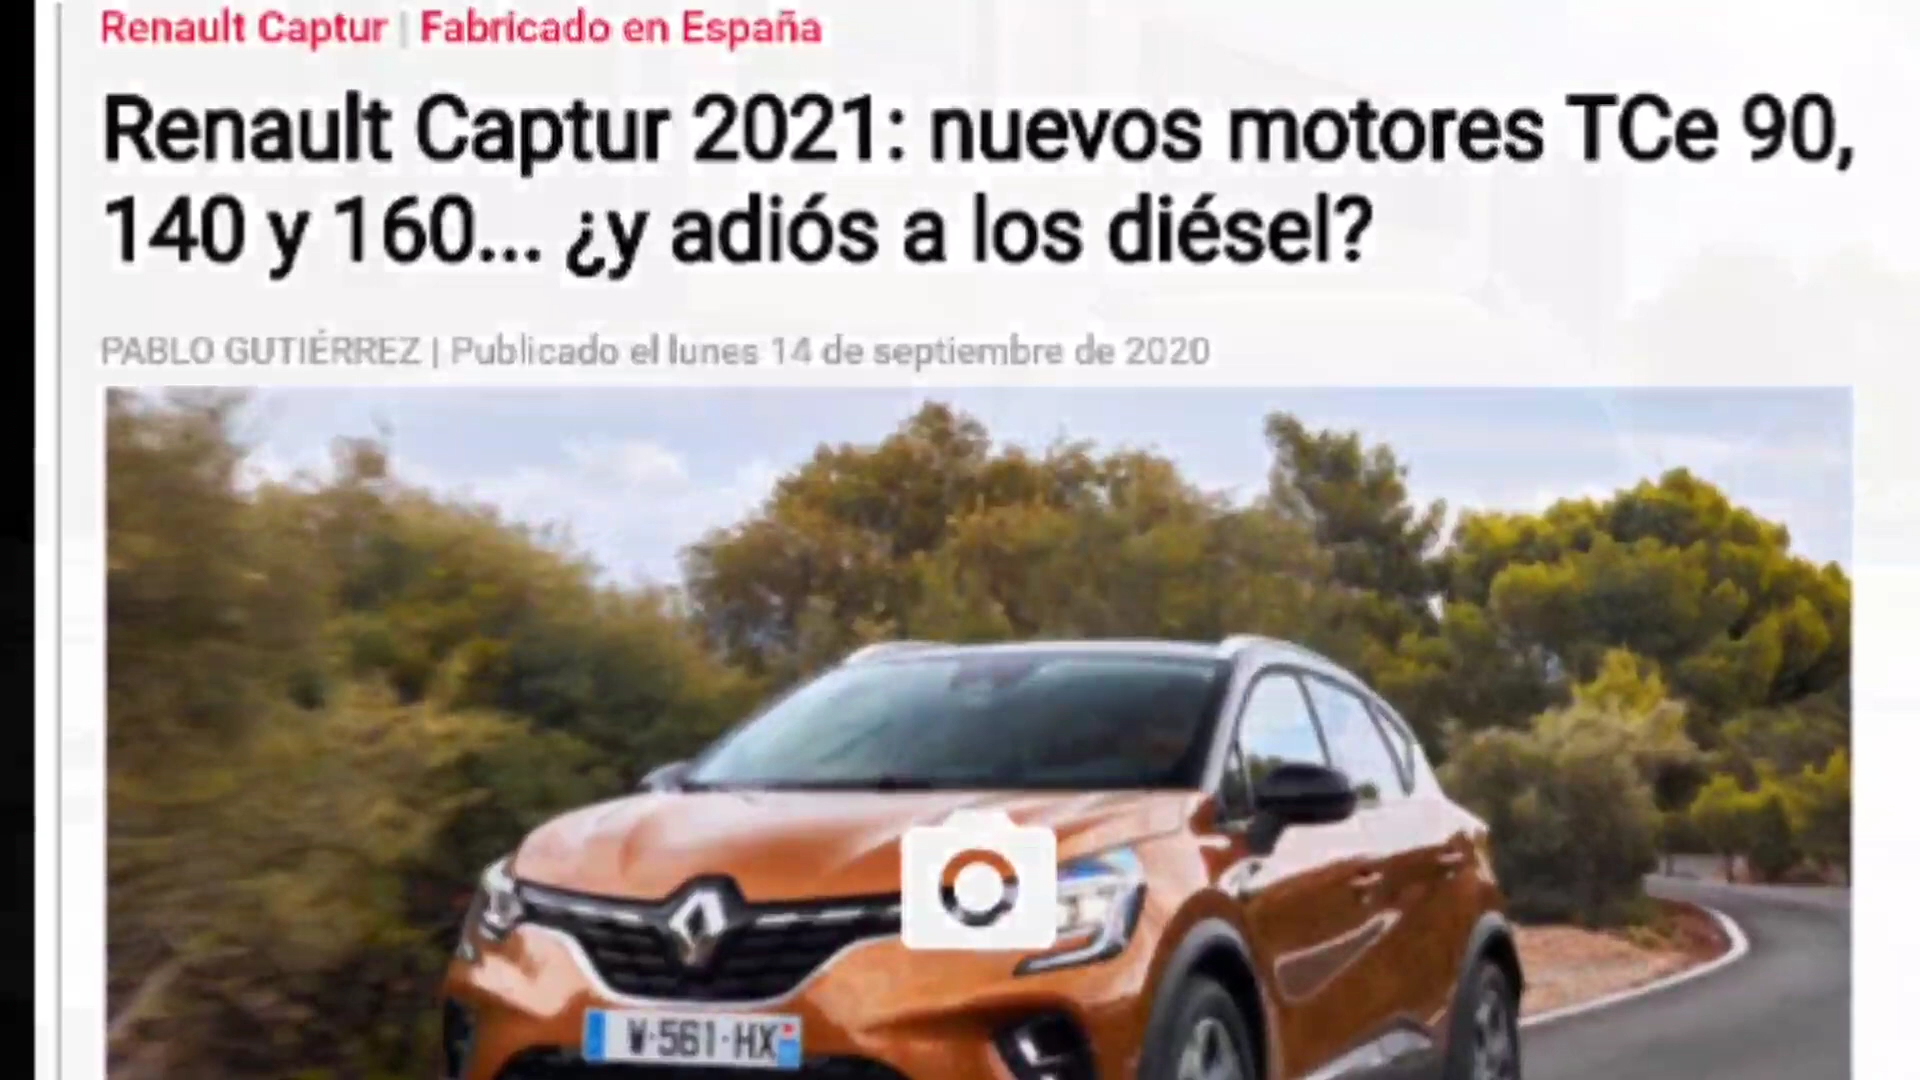 Renault Captur | Fabricado en España
Renault Captur 2021: nuevos motores TCe 90,
140 y 160... ¿y adiós a los diésel?
PABLO GUTIÉRREZ | Publicado el lunes 14 de septiembre de 2020
W-561-HX